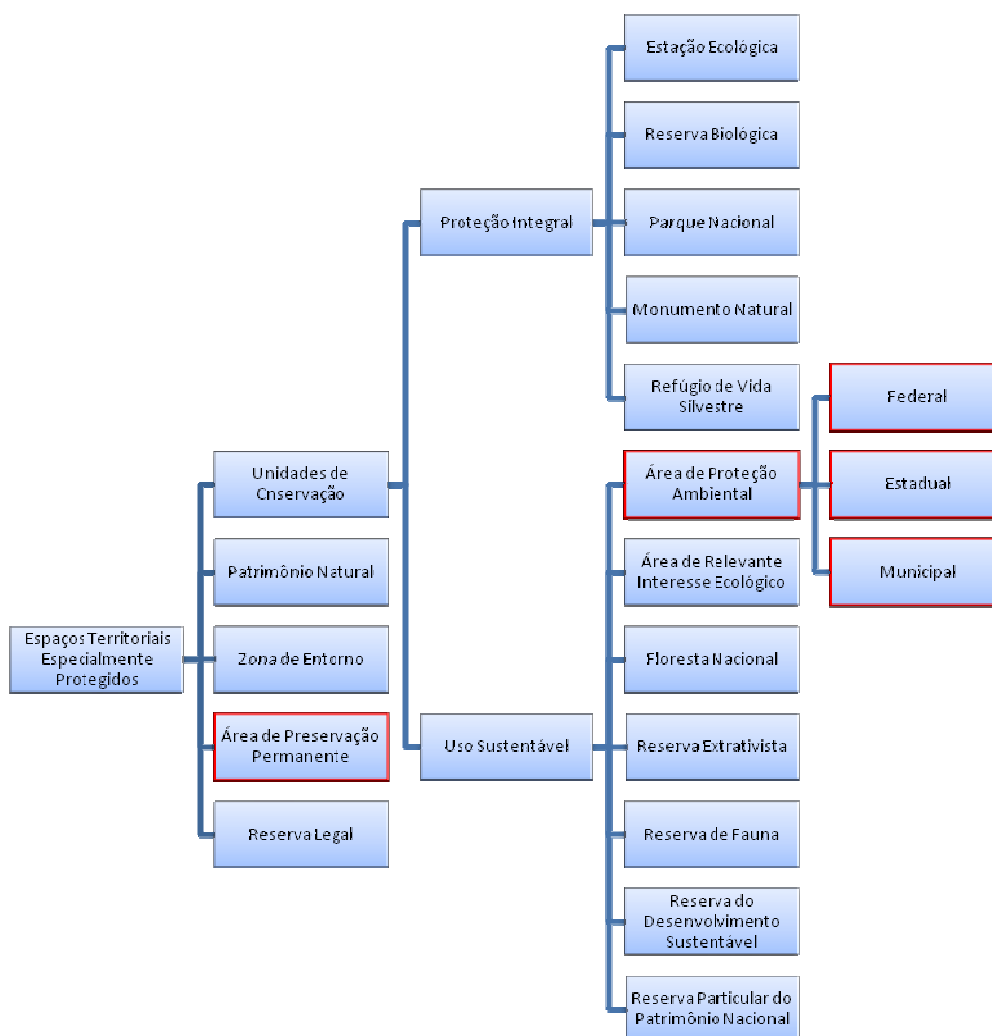 Estação Ecológica
Reserva Biológica
Proteção Integral
Parque Nacional
Monumento Natural
Refúgio de Vida
Silvestre
Federal
Unidades de
Cnservação
Área de Proteção
Ambiental
Estadual
Patrimônio Natural
Área de Relevante
Interesse Ecológico
Municipal
Espaços Territoriais
Especialmente
Protegidos
Zona de Entorno
Floresta Nacional
Área de Preservação
Permanente
Uso Sustentável
Reserva Extrativista
Reserva Legal
Reserva de Fauna
Reserva do
Desenvolvimento
Sustentável
Reserva Particular do
Patrimônio Nacional